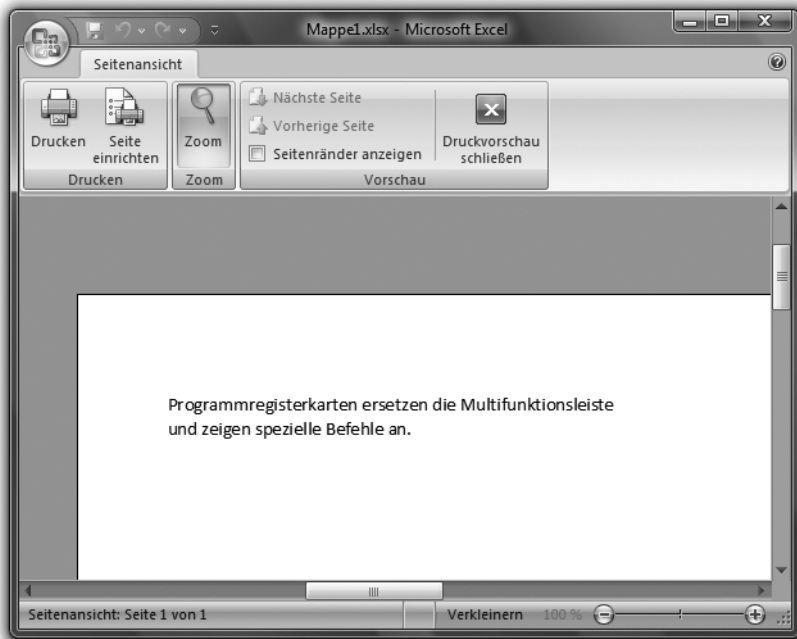 Mappe1.xlsx - Microsoft Excel
Seitenansicht
Drucken
Seite
einrichten
Drucken
Zoom
Zoom
Nächste Seite
Vorherige Seite
Seitenränder anzeigen
Druckvorschau
schließen
Vorschau
Programmregisterkarten ersetzen die Multifunktionsleiste
und zeigen spezielle Befehle an.
Seitenansicht: Seite 1 von 1
Verkleinern 100 %